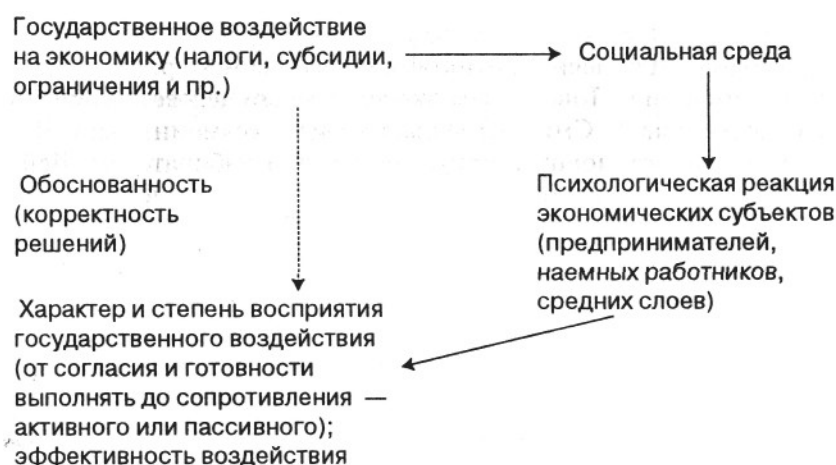 Государственное воздействие
на экономику (налоги, субсидии,
ограничения и пр.)
Социальная среда
Обоснованность
(корректность
решений)
Психологическая реакция
экономических субъектов
(предпринимателей,
наемных работников,
средних слоев)
Характер и степень восприятия
государственного воздействия
(от согласия и готовности
выполнять до сопротивления —
активного или пассивного);
эффективность воздействия